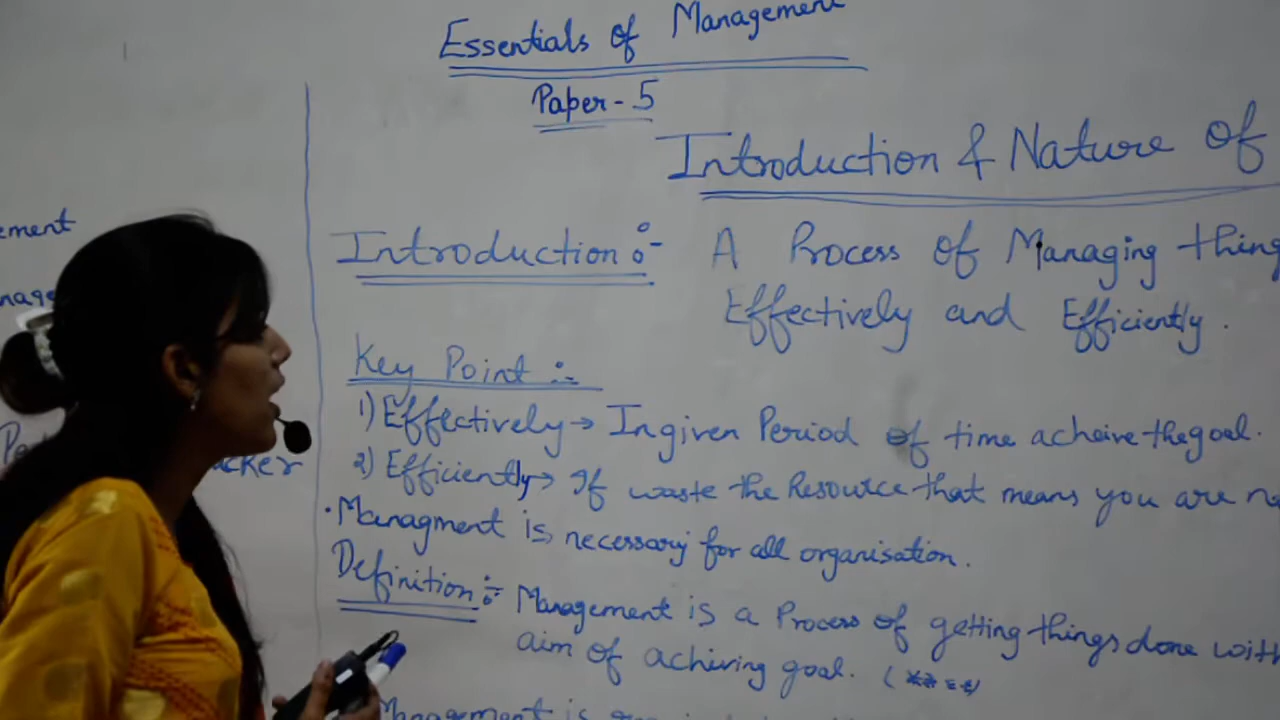 Essentials of Management
Paper - 5
Introduction & Nature of
Introduction :- A Process of Managing thing
Effectively and Efficiently.
Key Point :-
1) Effectively → In given Period of time acheive the goal.
2) Efficiently → If waste the Resource that means you are no
• Managment is necessary for all organisation.
Definition :- Management is a Process of getting things done with
aim of achiving goal.
Management is
ement
nage
acker